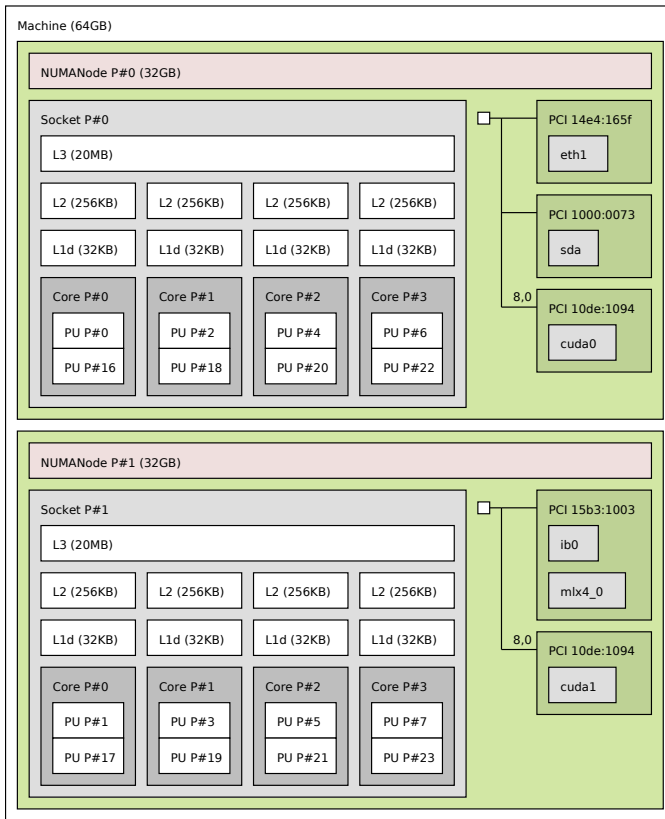 Machine (64GB)
NUMANode P#0 (32GB)
Socket P#0
L3 (20MB)
L2 (256KB) L2 (256KB) L2 (256KB) L2 (256KB)
L1d (32KB) L1d (32KB) L1d (32KB) L1d (32KB)
Core P#0 Core P#1 Core P#2 Core P#3
PU P#0 PU P#2 PU P#4 PU P#6
PU P#16 PU P#18 PU P#20 PU P#22
PCI 14e4:165f
eth1
PCI 1000:0073
sda
8,0
PCI 10de:1094
cuda0
NUMANode P#1 (32GB)
Socket P#1
L3 (20MB)
L2 (256KB) L2 (256KB) L2 (256KB) L2 (256KB)
L1d (32KB) L1d (32KB) L1d (32KB) L1d (32KB)
Core P#0 Core P#1 Core P#2 Core P#3
PU P#1 PU P#3 PU P#5 PU P#7
PU P#17 PU P#19 PU P#21 PU P#23
PCI 15b3:1003
ib0
mlx4_0
8,0
PCI 10de:1094
cuda1